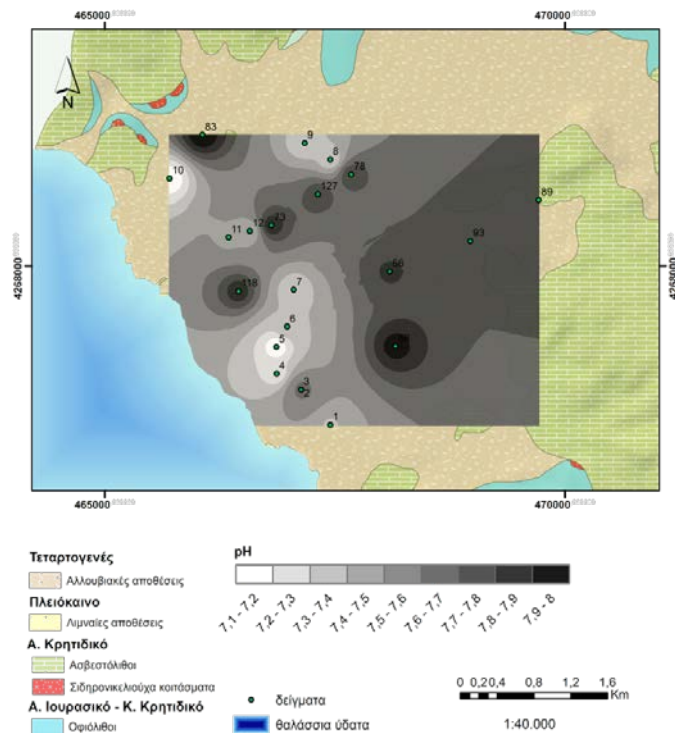 465000
470000
N
83
9
8
78
10
127
89
73
12
11
93
56
118
7
6
5
4
3
2
1
4268000
4268000
465000
470000
Τεταρτογενές
Αλλουβιακές αποθέσεις
Πλειόκαινο
Λιμναίες αποθέσεις
Α. Κρητιδικό
Ασβεστόλιθοι
Σιδηρονικελιούχα κοιτάσματα
Α. Ιουρασικό - Κ. Κρητιδικό
Οφιόλιθοι
pH
7,1 - 7,2
7,2 - 7,3
7,3 - 7,4
7,4 - 7,5
7,5 - 7,6
7,6 - 7,7
7,7 - 7,8
7,8 - 7,9
7,9 - 8
δείγματα
θαλάσσια ύδατα
0 0,20,4 0,8 1,2 1,6
Km
1:40.000